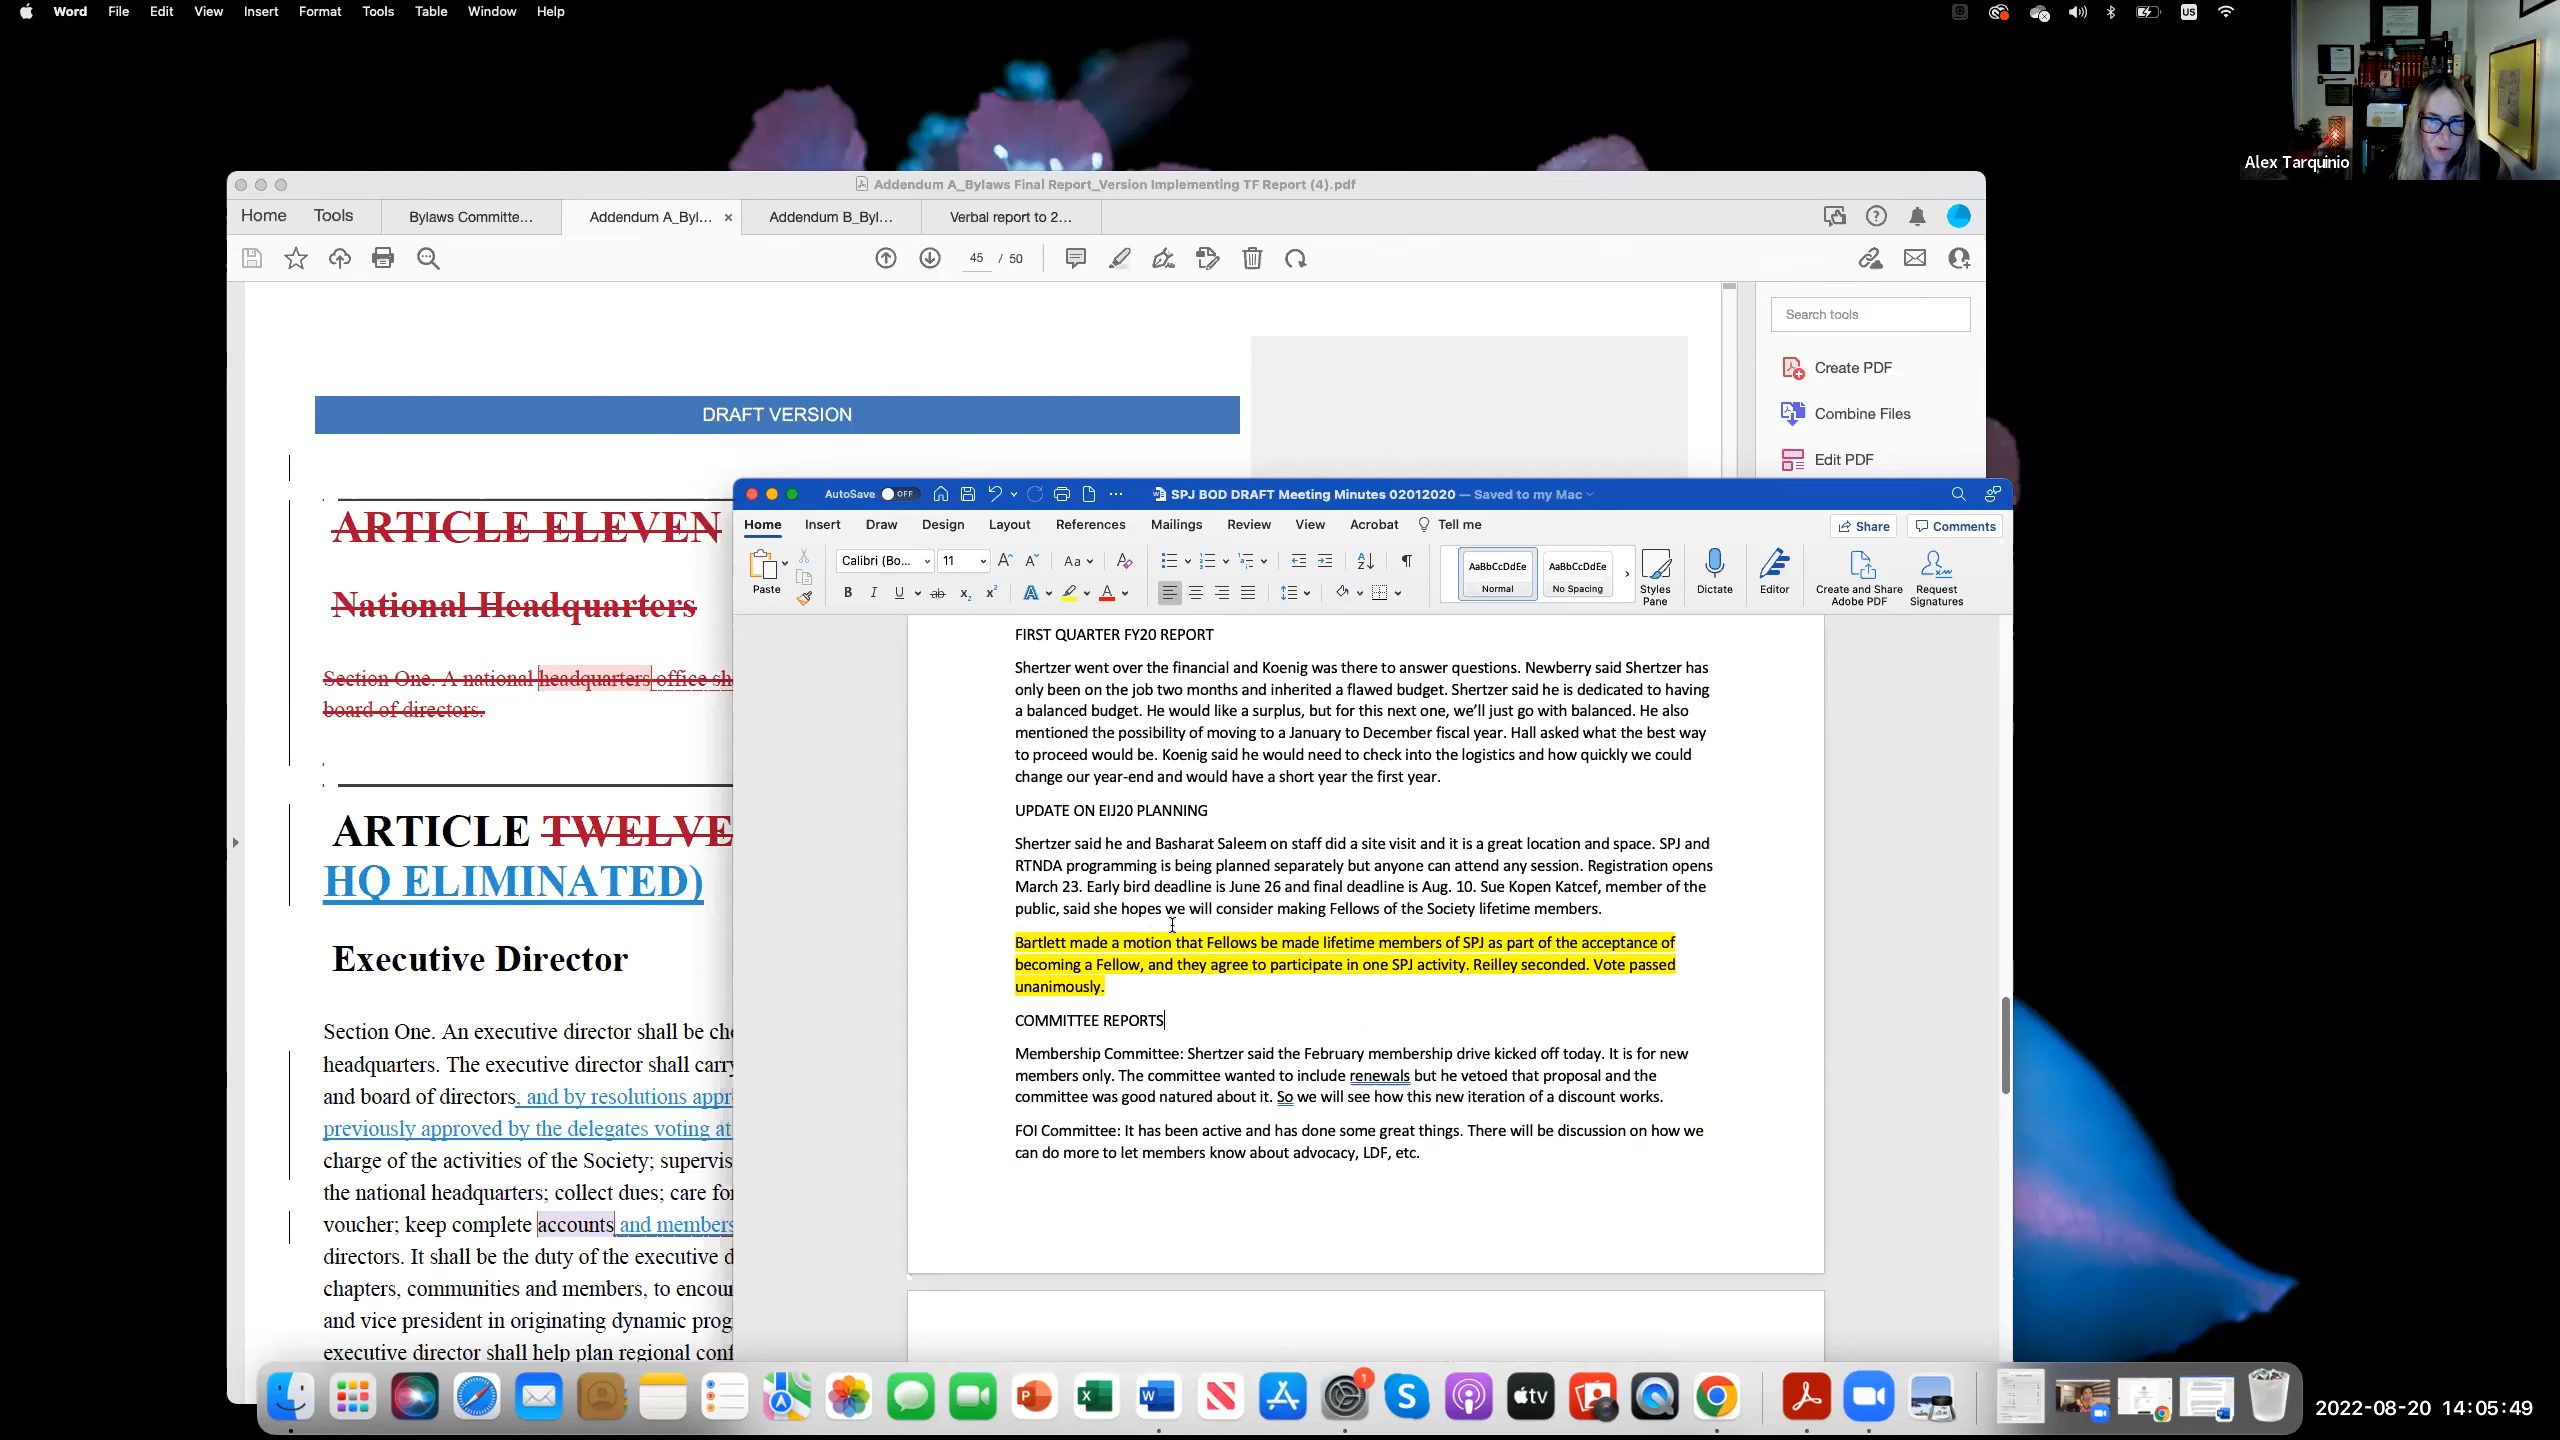 Word File Edit View Insert Format Tools Table Window Help
US
Alex Tarquinio
Addendum A_Bylaws Final Report_Version Implementing TF Report (4).pdf
Home Tools Bylaws Committe... Addendum A_Byl... × Addendum B_Byl... Verbal report to 2...
45 / 50
Search tools
Create PDF
Combine Files
Edit PDF
DRAFT VERSION
ARTICLE ELEVEN
National Headquarters
Section One. A national headquarters office sh
board of directors.
ARTICLE TWELVE
HQ ELIMINATED)
Executive Director
Section One. An executive director shall be ch
headquarters. The executive director shall carry
and board of directors, and by resolutions appr
previously approved by the delegates voting at
charge of the activities of the Society; supervis
the national headquarters; collect dues; care fo
voucher; keep complete accounts and members
directors. It shall be the duty of the executive d
chapters, communities and members, to encou
and vice president in originating dynamic prog
executive director shall help plan regional conf
AutoSave OFF ... SPJ BOD DRAFT Meeting Minutes 02012020 — Saved to my Mac
Home Insert Draw Design Layout References Mailings Review View Acrobat Tell me Share Comments
Paste Calibri (Bo... 11 Aa AaBbCcDdEe AaBbCcDdEe
Normal No Spacing Styles Pane Dictate Editor Create and Share Adobe PDF Request Signatures
B I U ab x₂ x² A A
FIRST QUARTER FY20 REPORT
Shertzer went over the financial and Koenig was there to answer questions. Newberry said Shertzer has
only been on the job two months and inherited a flawed budget. Shertzer said he is dedicated to having
a balanced budget. He would like a surplus, but for this next one, we'll just go with balanced. He also
mentioned the possibility of moving to a January to December fiscal year. Hall asked what the best way
to proceed would be. Koenig said he would need to check into the logistics and how quickly we could
change our year-end and would have a short year the first year.
UPDATE ON EIJ20 PLANNING
Shertzer said he and Basharat Saleem on staff did a site visit and it is a great location and space. SPJ and
RTNDA programming is being planned separately but anyone can attend any session. Registration opens
March 23. Early bird deadline is June 26 and final deadline is Aug. 10. Sue Kopen Katcef, member of the
public, said she hopes we will consider making Fellows of the Society lifetime members.
Bartlett made a motion that Fellows be made lifetime members of SPJ as part of the acceptance of
becoming a Fellow, and they agree to participate in one SPJ activity. Reilley seconded. Vote passed
unanimously.
COMMITTEE REPORTS
Membership Committee: Shertzer said the February membership drive kicked off today. It is for new
members only. The committee wanted to include renewals but he vetoed that proposal and the
committee was good natured about it. So we will see how this new iteration of a discount works.
FOI Committee: It has been active and has done some great things. There will be discussion on how we
can do more to let members know about advocacy, LDF, etc.
1
tv
2022-08-20 14:05:49